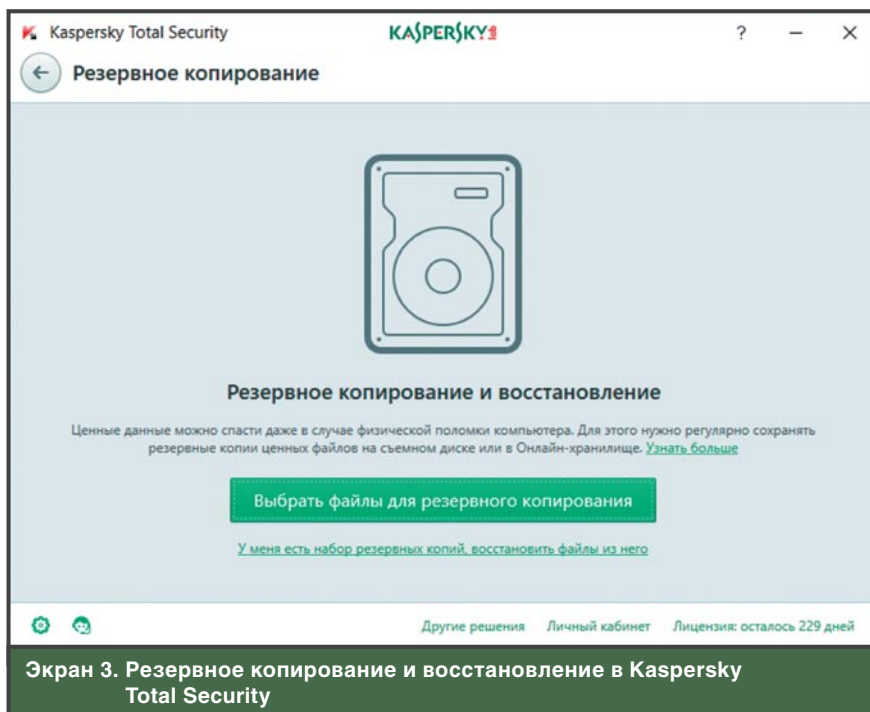 Kaspersky Total Security
KASPERSKY lab
?
Резервное копирование
Резервное копирование и восстановление
Ценные данные можно спасти даже в случае физической поломки компьютера. Для этого нужно регулярно сохранять
резервные копии ценных файлов на съемном диске или в Онлайн-хранилище. Узнать больше
Выбрать файлы для резервного копирования
У меня есть набор резервных копий, восстановить файлы из него
Другие решения Личный кабинет Лицензия: осталось 229 дней
Экран 3. Резервное копирование и восстановление в Kaspersky
Total Security